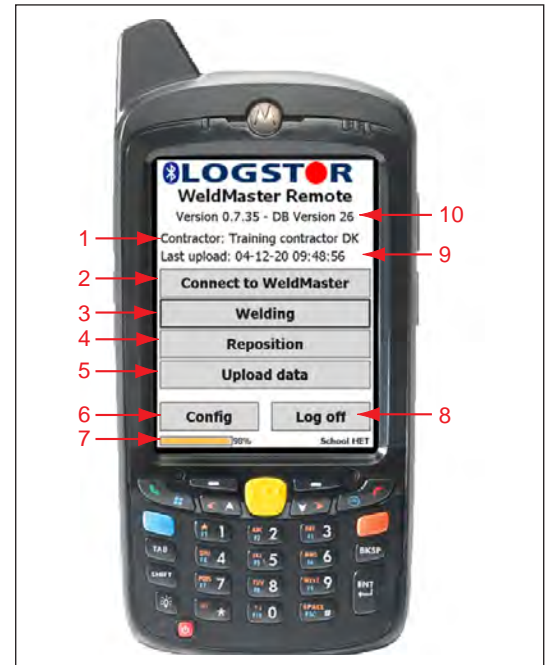 LOGSTOR
WeldMaster Remote
Version 0.7.35 - DB Version 26
10
1
Contractor: Training contractor DK
Last upload: 04-12-20 09:48:56
9
2
Connect to WeldMaster
3
Welding
4
Reposition
5
Upload data
6
Config
Log off
8
7
98%
School HET
1
2
3
TAB
4
5
6
BKSP
SHIFT
7
8
9
ENT
*
0
SPACE